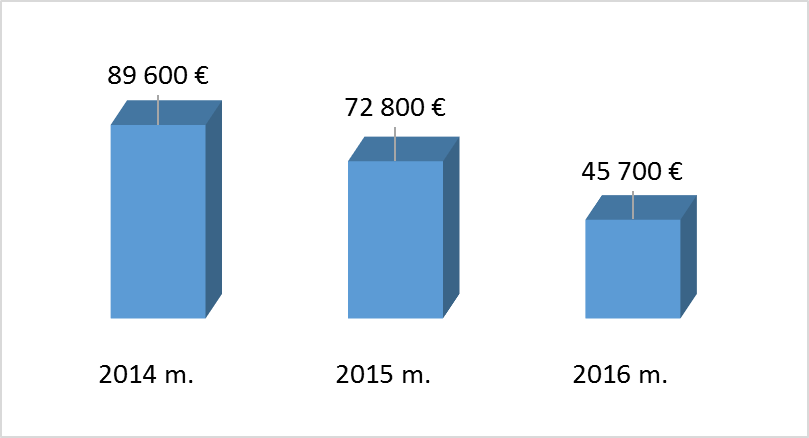 89 600 €
72 800 €
45 700 €
2014 m.
2015 m.
2016 m.